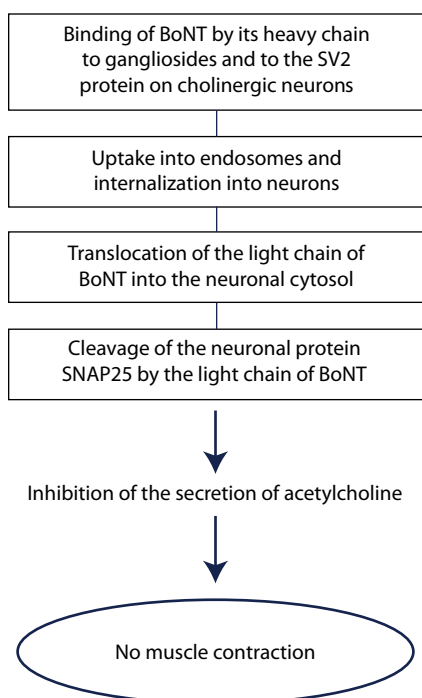 Binding of BoNT by its heavy chain
to gangliosides and to the SV2
protein on cholinergic neurons
Uptake into endosomes and
internalization into neurons
Translocation of the light chain of
BoNT into the neuronal cytosol
Cleavage of the neuronal protein
SNAP25 by the light chain of BoNT
Inhibition of the secretion of acetylcholine
No muscle contraction